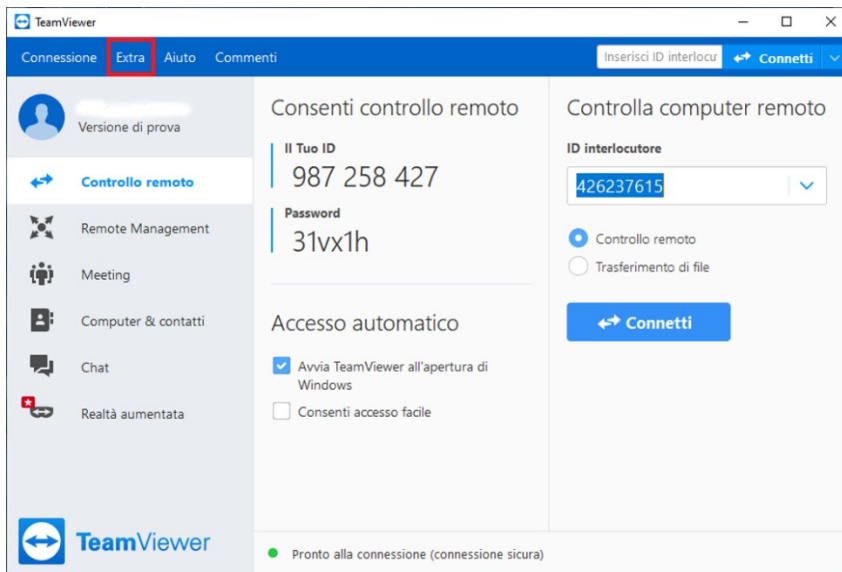 TeamViewer
Connessione Extra Aiuto Commenti
Inserisci ID interlocu
Connetti
Versione di prova
Controllo remoto
Remote Management
Meeting
Computer & contatti
Chat
Realtà aumentata
TeamViewer
Consenti controllo remoto
Il Tuo ID
987 258 427
Password
31vx1h
Accesso automatico
Avvia TeamViewer all'apertura di
Windows
Consenti accesso facile
Controlla computer remoto
ID interlocutore
426237615
Controllo remoto
Trasferimento di file
Connetti
Pronto alla connessione (connessione sicura)